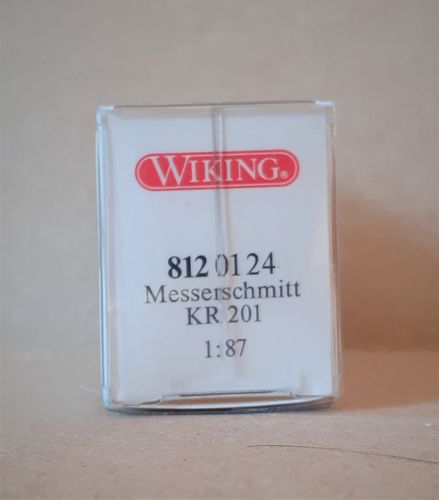 WIKING®
812 01 24
Messerschmitt
KR 201
1:87